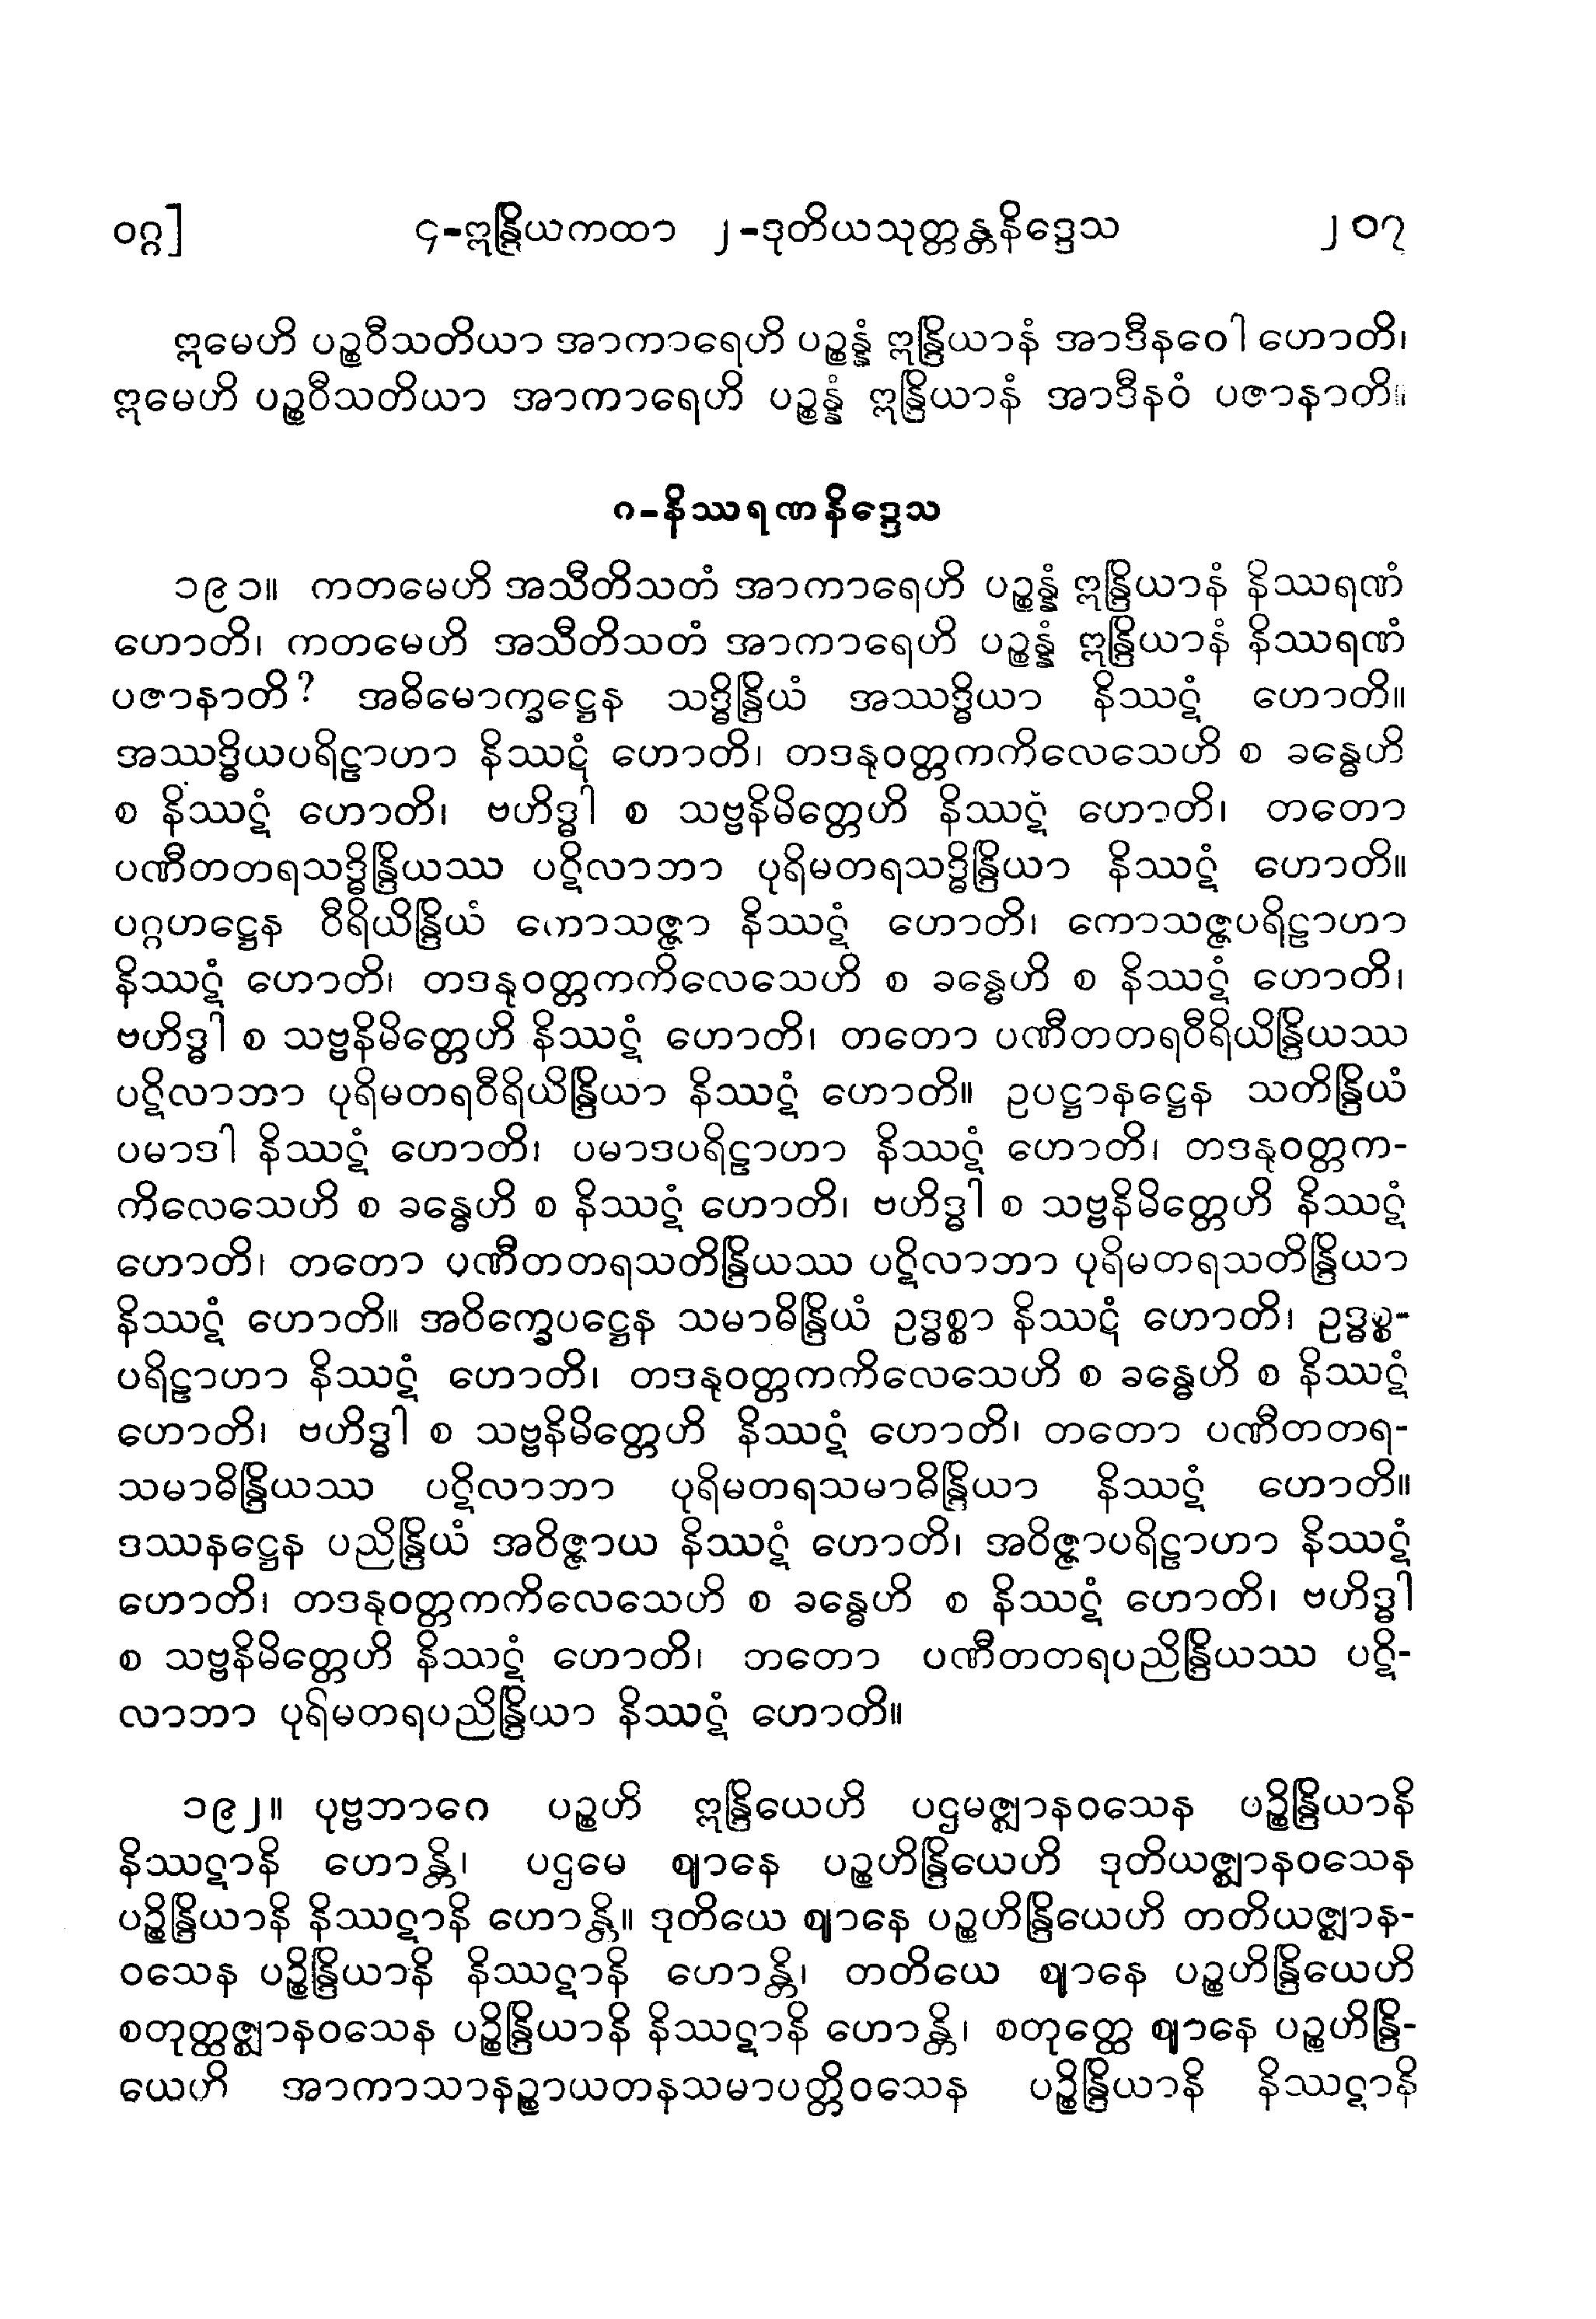 ဝဂ္ဂ] ၄-ဣန္ဒြိယကထာ ၂-ဒုတိယသုတ္တန္တနိဒ္ဒေသ ၂၀၇
ဣမေဟိ ပဉ္စဝီသတိယာ အာကာရေဟိ ပဉ္စန္နံ ဣန္ဒြိယာနံ အာဒီနဝေါ ဟောတိ၊
ဣမေဟိ ပဉ္စဝီသတိယာ အာကာရေဟိ ပဉ္စန္နံ ဣန္ဒြိယာနံ အာဒီနဝံ ပဇာနာတိ။
ဂ-နိဿရဏနိဒ္ဒေသ
၁၉၁။ ကတမေဟိ အသီတိသတံ အာကာရေဟိ ပဉ္စန္နံ ဣန္ဒြိယာနံ နိဿရဏံ
ဟောတိ၊ ကတမေဟိ အသီတိသတံ အာကာရေဟိ ပဉ္စန္နံ ဣန္ဒြိယာနံ နိဿရဏံ
ပဇာနာတိ? အဓိမောက္ခဋ္ဌေန သဒ္ဓိန္ဒြိယံ အဿဒ္ဓိယာ နိဿဋံ ဟောတိ။
အဿဒ္ဓိယပရိဠာဟာ နိဿဋံ ဟောတိ၊ တဒနုဝတ္တကကိလေသေဟိ စ ခန္ဓေဟိ
စ နိဿဋံ ဟောတိ၊ ဗဟိဒ္ဓါ စ သဗ္ဗနိမိတ္တေဟိ နိဿဋံ ဟောတိ၊ တတော
ပဏီတတရသဒ္ဓိန္ဒြိယဿ ပဋိလာဘာ ပုရိမတရသဒ္ဓိန္ဒြိယာ နိဿဋံ ဟောတိ။
ပဂ္ဂဟဋ္ဌေန ဝီရိယိန္ဒြိယံ ကောသဇ္ဇာ နိဿဋံ ဟောတိ၊ ကောသဇ္ဇပရိဠာဟာ
နိဿဋံ ဟောတိ၊ တဒနုဝတ္တကကိလေသေဟိ စ ခန္ဓေဟိ စ နိဿဋံ ဟောတိ၊
ဗဟိဒ္ဓါ စ သဗ္ဗနိမိတ္တေဟိ နိဿဋံ ဟောတိ၊ တတော ပဏီတတရဝီရိယိန္ဒြိယဿ
ပဋိလာဘာ ပုရိမတရဝီရိယိန္ဒြိယာ နိဿဋံ ဟောတိ။ ဥပဋ္ဌာနဋ္ဌေန သတိန္ဒြိယံ
ပမာဒါ နိဿဋံ ဟောတိ၊ ပမာဒပရိဠာဟာ နိဿဋံ ဟောတိ၊ တဒနုဝတ္တက-
ကိလေသေဟိ စ ခန္ဓေဟိ စ နိဿဋံ ဟောတိ၊ ဗဟိဒ္ဓါ စ သဗ္ဗနိမိတ္တေဟိ နိဿဋံ
ဟောတိ၊ တတော ပဏီတတရသတိန္ဒြိယဿ ပဋိလာဘာ ပုရိမတရသတိန္ဒြိယာ
နိဿဋံ ဟောတိ။ အဝိက္ခေပဋ္ဌေန သမာဓိန္ဒြိယံ ဥဒ္ဓစ္စာ နိဿဋံ ဟောတိ၊ ဥဒ္ဓစ္စ-
ပရိဠာဟာ နိဿဋံ ဟောတိ၊ တဒနုဝတ္တကကိလေသေဟိ စ ခန္ဓေဟိ စ နိဿဋံ
ဟောတိ၊ ဗဟိဒ္ဓါ စ သဗ္ဗနိမိတ္တေဟိ နိဿဋံ ဟောတိ၊ တတော ပဏီတတရ-
သမာဓိန္ဒြိယဿ ပဋိလာဘာ ပုရိမတရသမာဓိန္ဒြိယာ နိဿဋံ ဟောတိ။
ဒဿနဋ္ဌေန ပညိန္ဒြိယံ အဝိဇ္ဇာယ နိဿဋံ ဟောတိ၊ အဝိဇ္ဇာပရိဠာဟာ နိဿဋံ
ဟောတိ၊ တဒနုဝတ္တကကိလေသေဟိ စ ခန္ဓေဟိ စ နိဿဋံ ဟောတိ၊ ဗဟိဒ္ဓါ
စ သဗ္ဗနိမိတ္တေဟိ နိဿဋံ ဟောတိ၊ ဘတော ပဏီတတရပညိန္ဒြိယဿ ပဋိ-
လာဘာ ပုရိမတရပညိန္ဒြိယာ နိဿဋံ ဟောတိ။
၁၉၂။ ပုဗ္ဗဘာဂေ ပဉ္စဟိ ဣန္ဒြိယေဟိ ပဌမဇ္ဈာနဝသေန ပဉ္စိန္ဒြိယာနိ
နိဿဋာနိ ဟောန္တိ၊ ပဌမေ ဈာနေ ပဉ္စဟိန္ဒြိယေဟိ ဒုတိယဇ္ဈာနဝသေန
ပဉ္စိန္ဒြိယာနိ နိဿဋာနိ ဟောန္တိ။ ဒုတိယေ ဈာနေ ပဉ္စဟိန္ဒြိယေဟိ တတိယဇ္ဈာန-
ဝသေန ပဉ္စိန္ဒြိယာနိ နိဿဋာနိ ဟောန္တိ၊ တတိယေ ဈာနေ ပဉ္စဟိန္ဒြိယေဟိ
စတုတ္ထဇ္ဈာနဝသေန ပဉ္စိန္ဒြိယာနိ နိဿဋာနိ ဟောန္တိ၊ စတုတ္ထေ ဈာနေ ပဉ္စဟိန္ဒြိ-
ယေဟိ အာကာသာနဉ္စာယတနသမာပတ္တိဝသေန ပဉ္စိန္ဒြိယာနိ နိဿဋာနိ